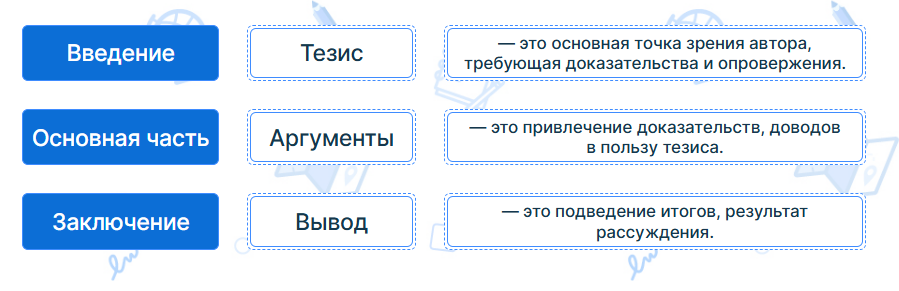 Введение
Тезис
— это основная точка зрения автора,
требующая доказательства и опровержения.
Основная часть
Аргументы
— это привлечение доказательств, доводов
в пользу тезиса.
Заключение
Вывод
— это подведение итогов, результат
рассуждения.